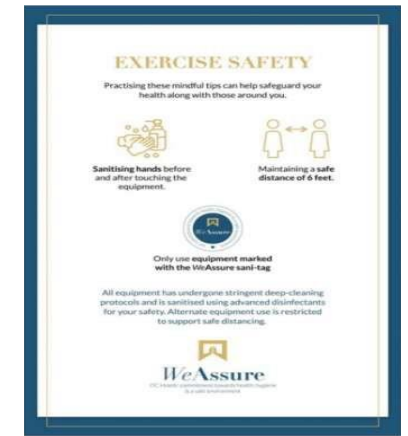 EXERCISE SAFETY
Practising these mindful tips can help safeguard your
health along with those around you.
Sanitising hands before
and after touching the
equipment.
Maintaining a safe
distance of 6 feet.
WeAssure
Only use equipment marked
with the WeAssure sani-tag
All equipment has undergone stringent deep-cleaning
protocols and is sanitised using advanced disinfectants
for your safety. Alternate equipment use is restricted
to support safe distancing.
WeAssure